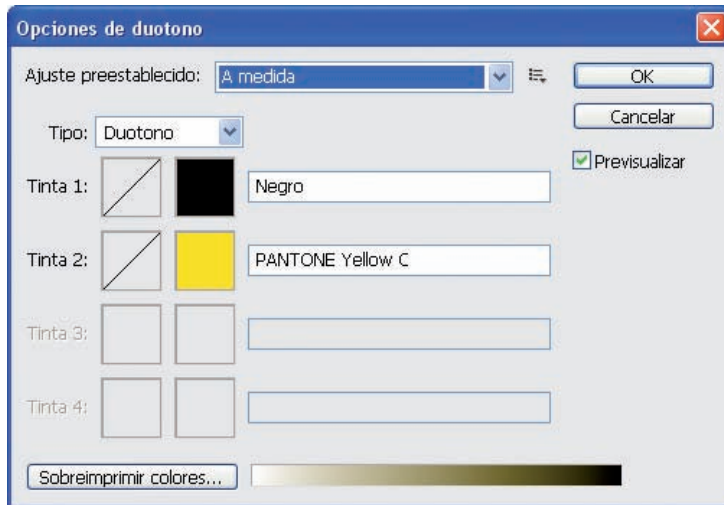 Opciones de duotono
Ajuste preestablecido: A medida
OK
Cancelar
Tipo: Duotono
Previsualizar
Tinta 1: Negro
Tinta 2: PANTONE Yellow C
Tinta 3:
Tinta 4:
Sobreimprimir colores...